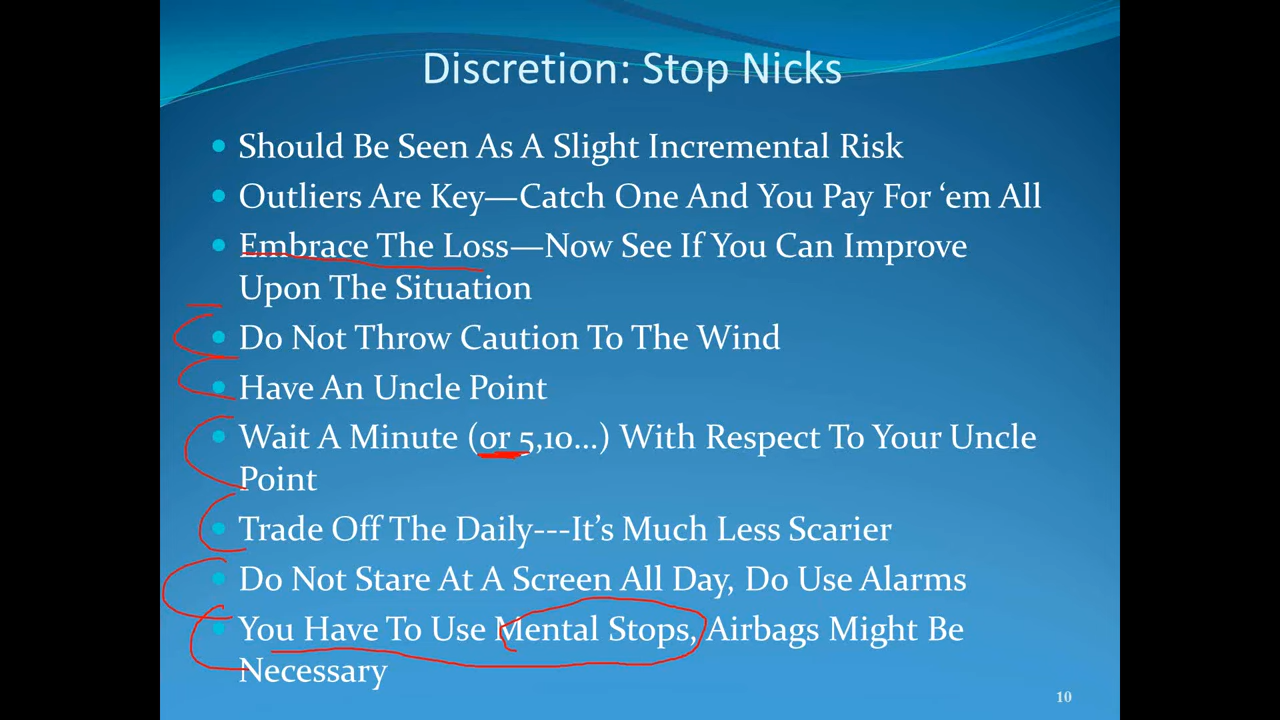 Discretion: Stop Nicks
Should Be Seen As A Slight Incremental Risk
Outliers Are Key—Catch One And You Pay For ‘em All
Embrace The Loss—Now See If You Can Improve
Upon The Situation
Do Not Throw Caution To The Wind
Have An Uncle Point
Wait A Minute (or 5,10...) With Respect To Your Uncle
Point
Trade Off The Daily---It’s Much Less Scarier
Do Not Stare At A Screen All Day, Do Use Alarms
You Have To Use Mental Stops, Airbags Might Be
Necessary
10